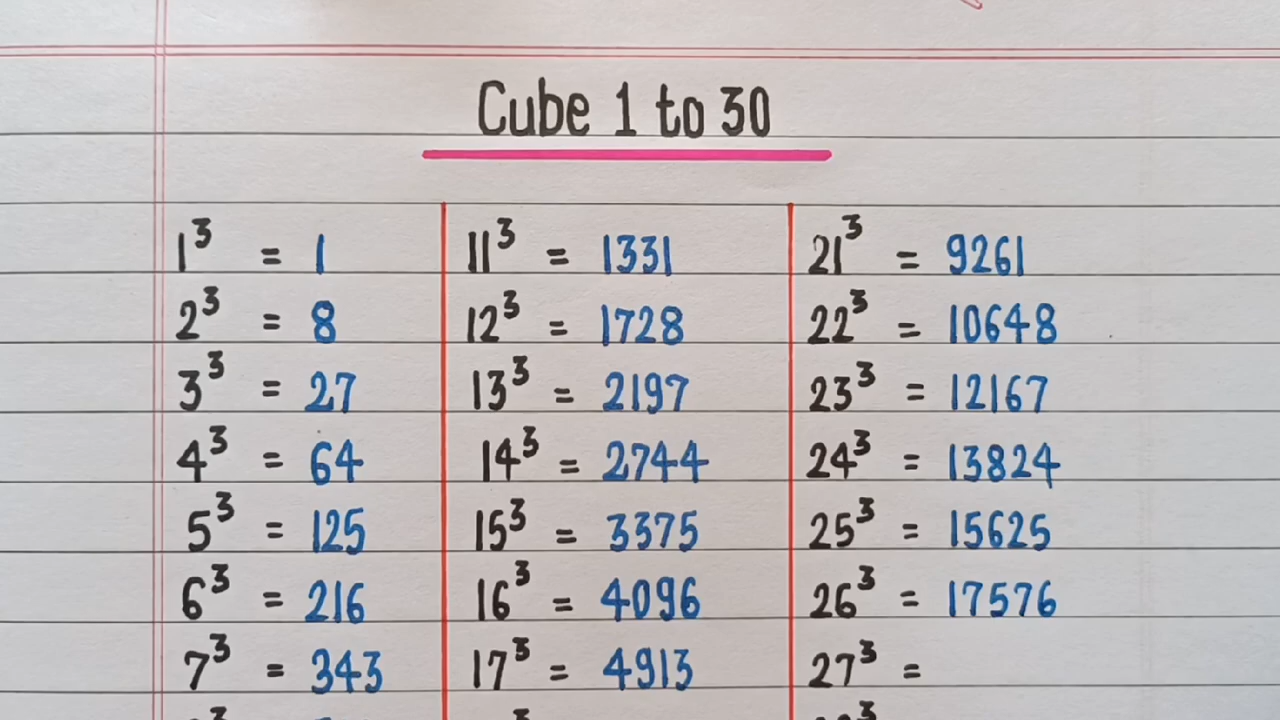 Cube 1 to 30
1³ = 1
2³ = 8
3³ = 27
4³ = 64
5³ = 125
6³ = 216
7³ = 343
11³ = 1331
12³ = 1728
13³ = 2197
14³ = 2744
15³ = 3375
16³ = 4096
17³ = 4913
21³ = 9261
22³ = 10648
23³ = 12167
24³ = 13824
25³ = 15625
26³ = 17576
27³ =